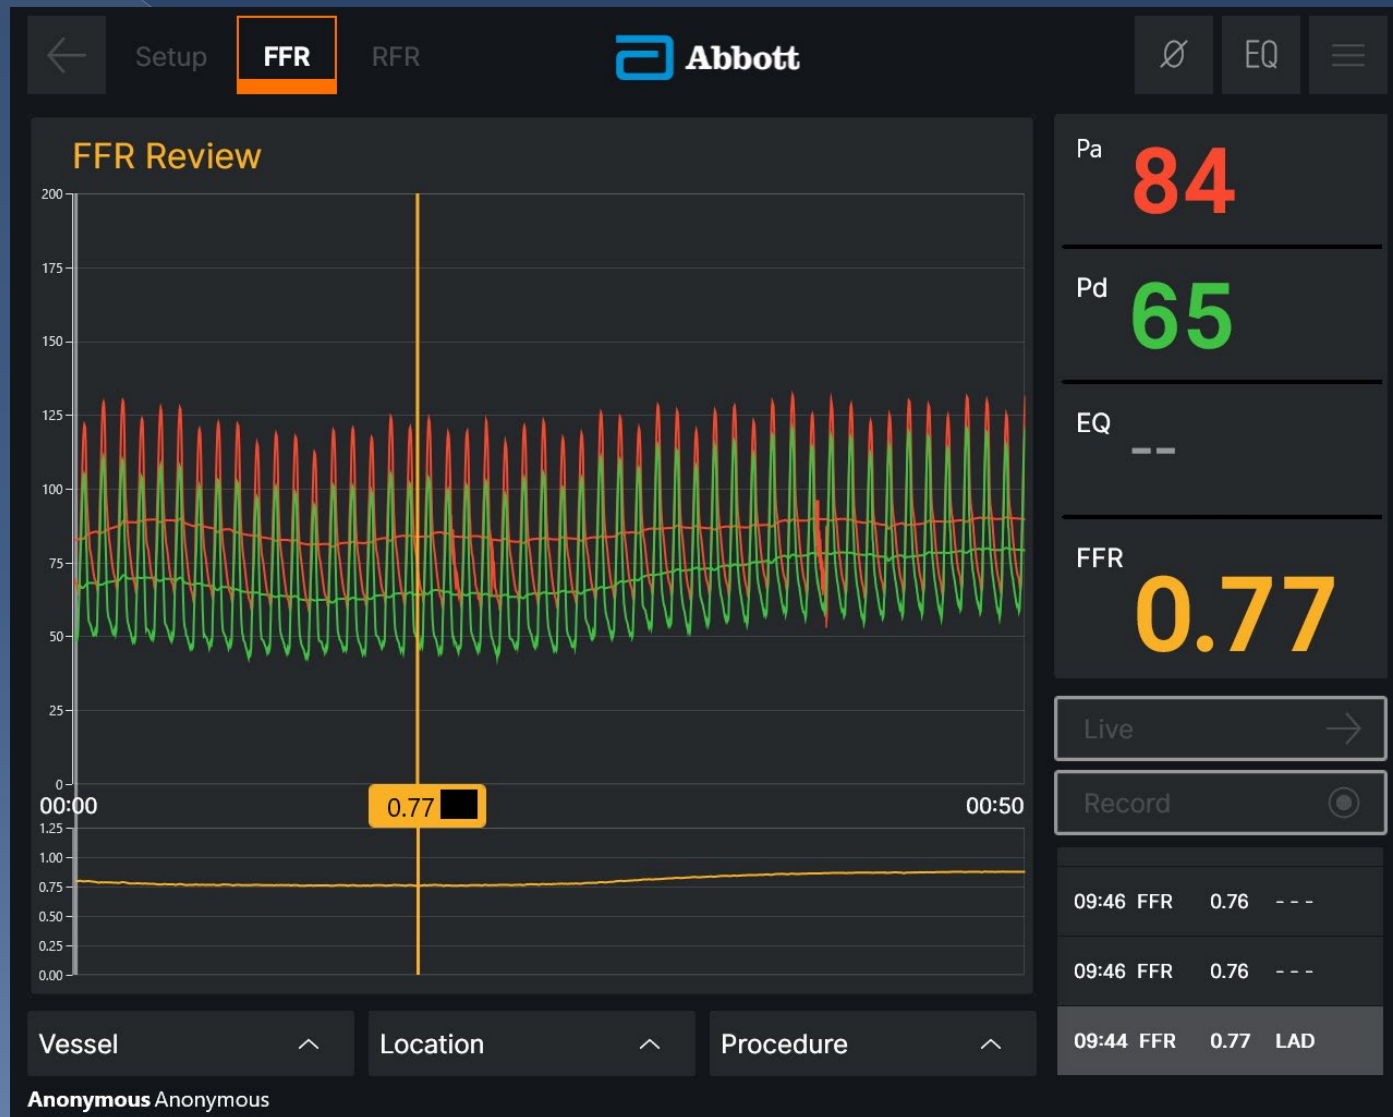 Setup FFR RFR Abbott Ø EQ
FFR Review
200
175
150
125
100
75
50
25
0
00:00 0.77 00:50
1.25
1.00
0.75
0.50
0.25
0.00
Pa 84
Pd 65
EQ --
FFR 0.77
Live
Record
09:46 FFR 0.76 ---
09:46 FFR 0.76 ---
09:44 FFR 0.77 LAD
Vessel Location Procedure
Anonymous Anonymous